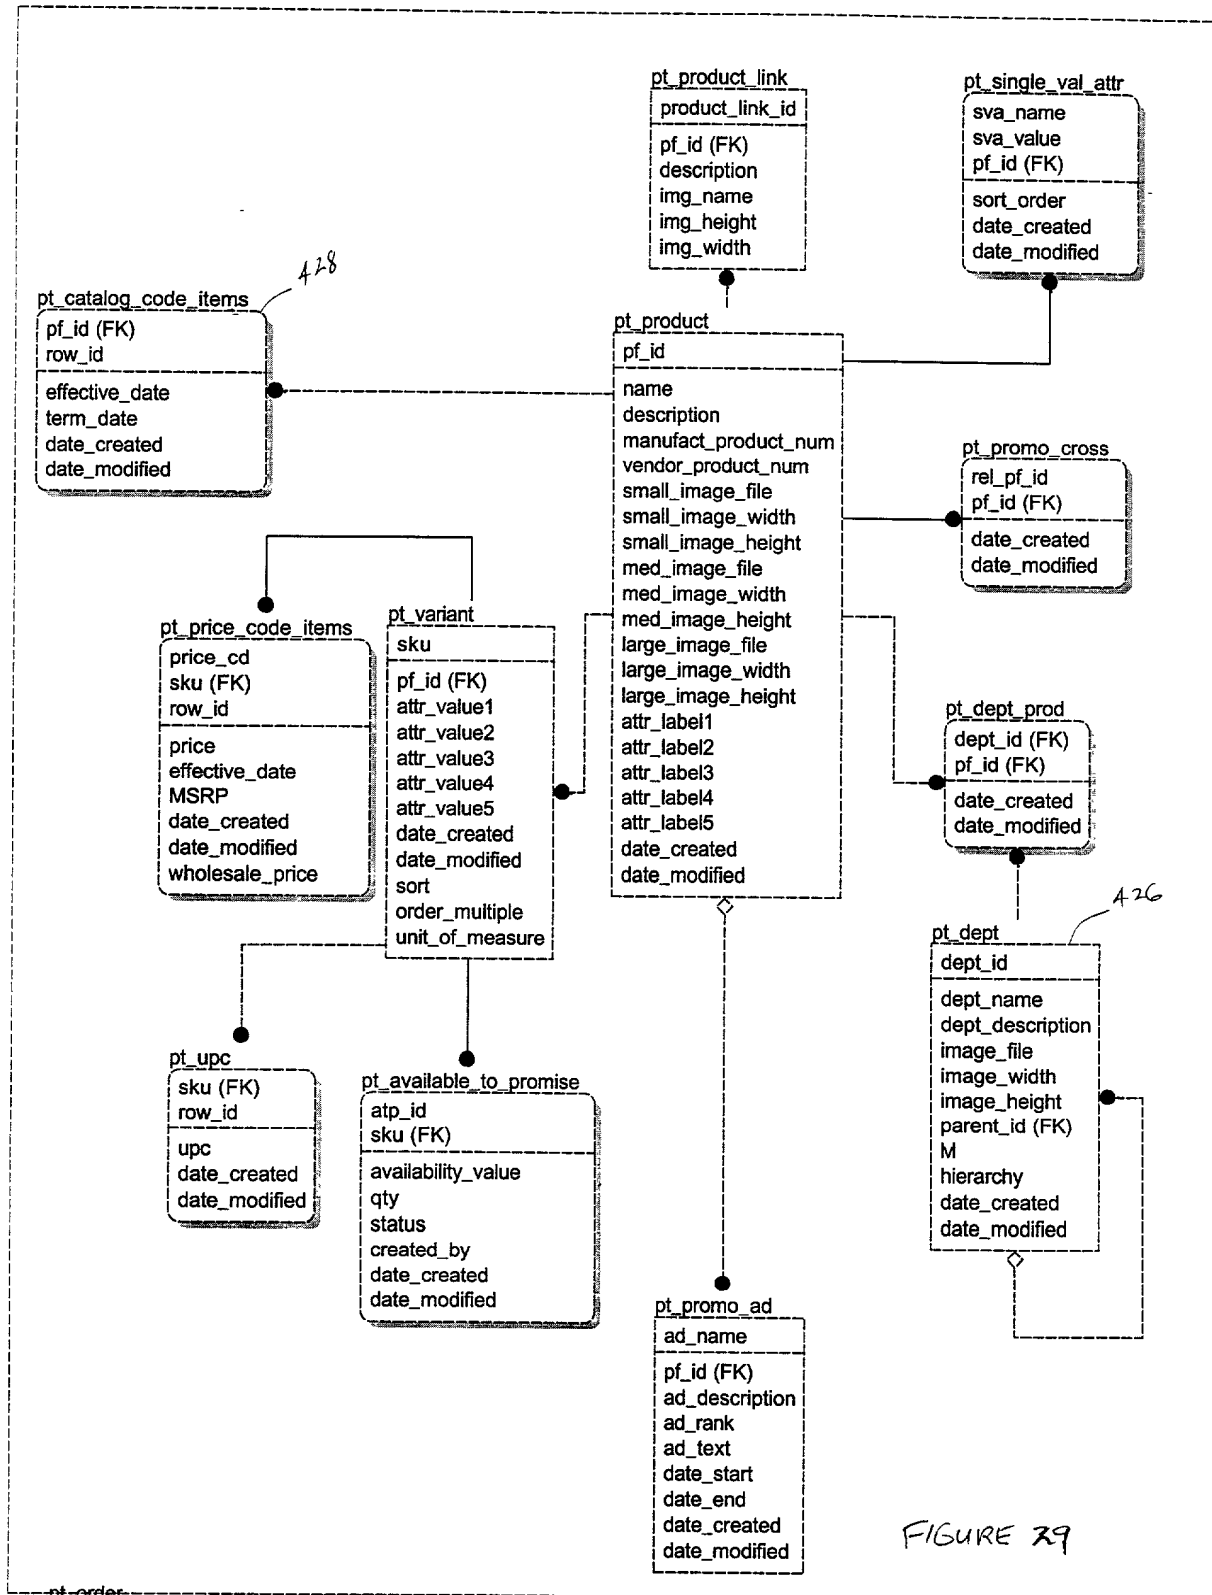 pt_product_link
product_link_id
pf_id (FK)
description
img_name
img_height
img_width
pt_single_val_attr
sva_name
sva_value
pf_id (FK)
sort_order
date_created
date_modified
428
pt_catalog_code_items
pf_id (FK)
row_id
effective_date
term_date
date_created
date_modified
pt_product
pf_id
name
description
manufact_product_num
vendor_product_num
small_image_file
small_image_width
small_image_height
med_image_file
med_image_width
med_image_height
large_image_file
large_image_width
large_image_height
attr_label1
attr_label2
attr_label3
attr_label4
attr_label5
date_created
date_modified
pt_promo_cross
rel_pf_id
pf_id (FK)
date_created
date_modified
pt_price_code_items
price_cd
sku (FK)
row_id
price
effective_date
MSRP
date_created
date_modified
wholesale_price
pt_variant
sku
pf_id (FK)
attr_value1
attr_value2
attr_value3
attr_value4
attr_value5
date_created
date_modified
sort
order_multiple
unit_of_measure
pt_dept_prod
dept_id (FK)
pf_id (FK)
date_created
date_modified
426
pt_dept
dept_id
dept_name
dept_description
image_file
image_width
image_height
parent_id (FK)
M
hierarchy
date_created
date_modified
pt_upc
sku (FK)
row_id
upc
date_created
date_modified
pt_available_to_promise
atp_id
sku (FK)
availability_value
qty
status
created_by
date_created
date_modified
pt_promo_ad
ad_name
pf_id (FK)
ad_description
ad_rank
ad_text
date_start
date_end
date_created
date_modified
FIGURE 29
pt_order